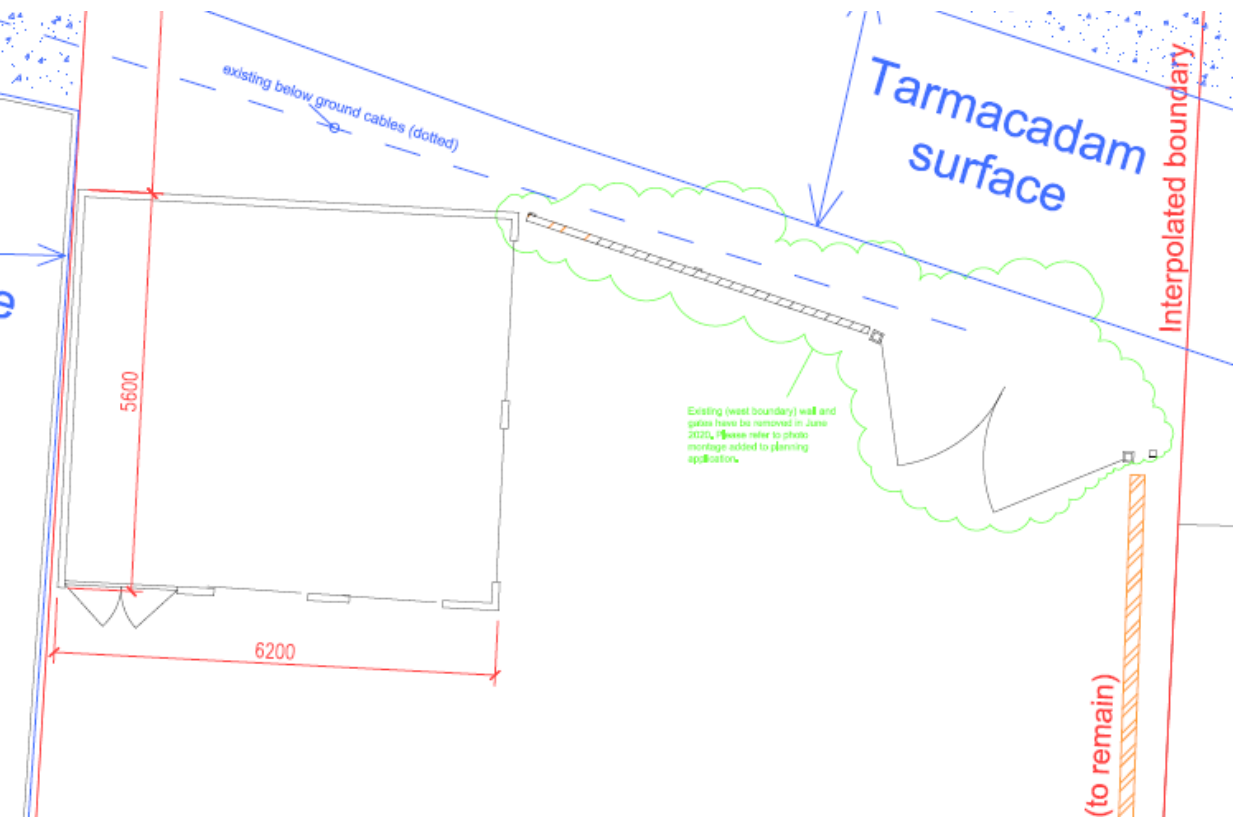 existing below ground cables (dotted)
Tarmacadam
surface
Interpolated boundary
e
5600
Existing (west boundary) wall and
gates have be removed in June
2020. Please refer to photo
montage added to planning
application.
6200
(to remain)